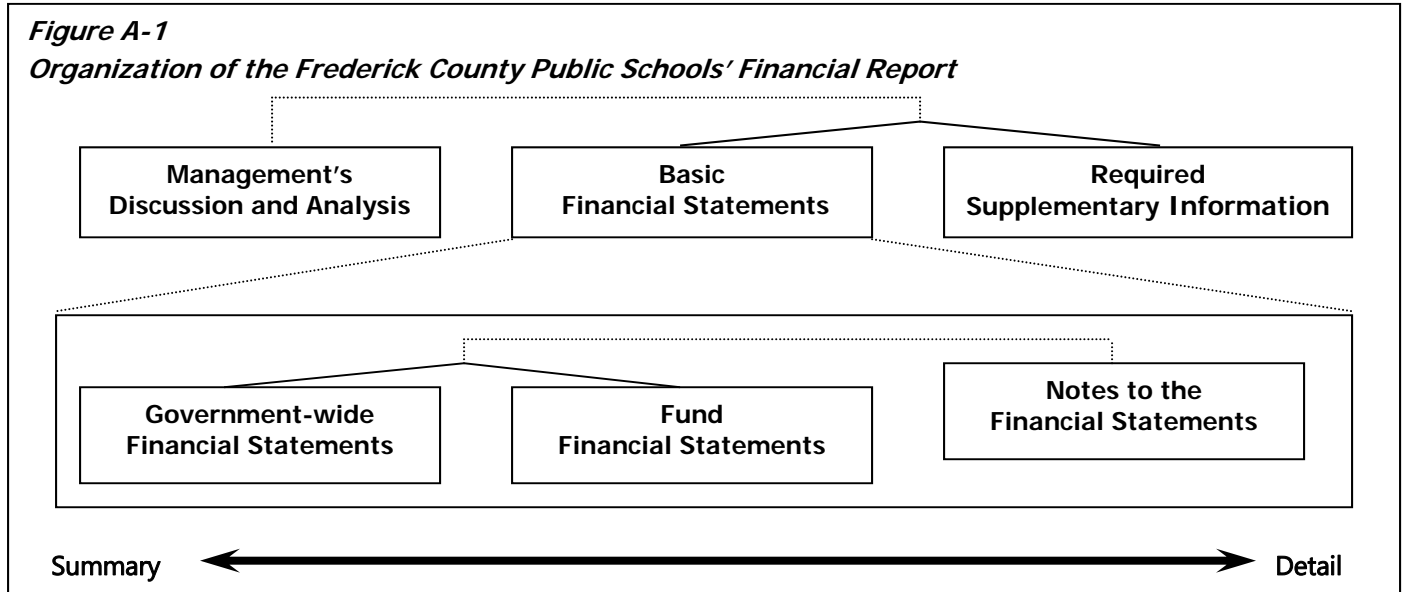 Figure A-1
Organization of the Frederick County Public Schools' Financial Report
Management's
Discussion and Analysis
Basic
Financial Statements
Required
Supplementary Information
Government-wide
Financial Statements
Fund
Financial Statements
Notes to the
Financial Statements
Summary
Detail